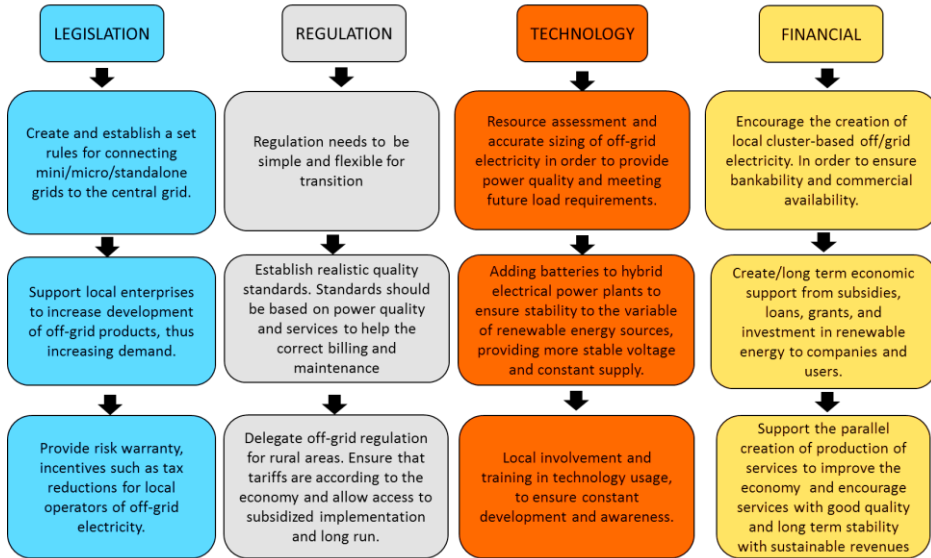 LEGISLATION
Create and establish a set
rules for connecting
mini/micro/standalone
grids to the central grid.
Support local enterprises
to increase development
of off-grid products, thus
increasing demand.
Provide risk warranty,
incentives such as tax
reductions for local
operators of off-grid
electricity.
REGULATION
Regulation needs to be
simple and flexible for
transition
Establish realistic quality
standards. Standards should
be based on power quality
and services to help the
correct billing and
maintenance
Delegate off-grid regulation
for rural areas. Ensure that
tariffs are according to the
economy and allow access to
subsidized implementation
and long run.
TECHNOLOGY
Resource assessment and
accurate sizing of off-grid
electricity in order to provide
power quality and meeting
future load requirements.
Adding batteries to hybrid
electrical power plants to
ensure stability to the variable
of renewable energy sources,
providing more stable voltage
and constant supply.
Local involvement and
training in technology usage,
to ensure constant
development and awareness.
FINANCIAL
Encourage the creation of
local cluster-based off/grid
electricity. In order to ensure
bankability and commercial
availability.
Create/long term economic
support from subsidies,
loans, grants, and
investment in renewable
energy to companies and
users.
Support the parallel
creation of production of
services to improve the
economy and encourage
services with good quality
and long term stability
with sustainable revenues